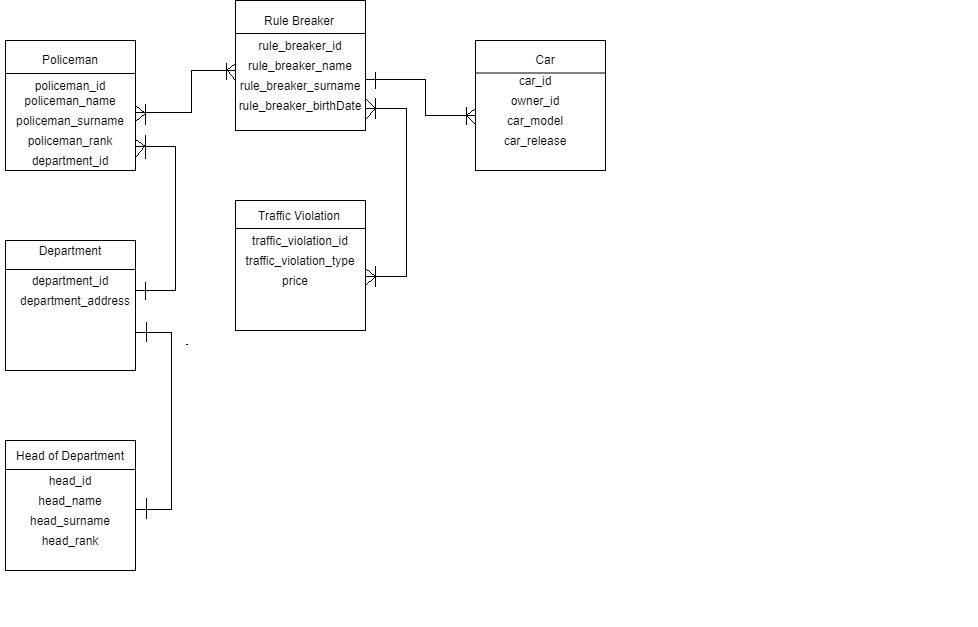 Policeman
policeman_id
policeman_name
policeman_surname
policeman_rank
department_id
Rule Breaker
rule_breaker_id
rule_breaker_name
rule_breaker_surname
rule_breaker_birthDate
Car
car_id
owner_id
car_model
car_release
Department
department_id
department_address
Traffic Violation
traffic_violation_id
traffic_violation_type
price
Head of Department
head_id
head_name
head_surname
head_rank